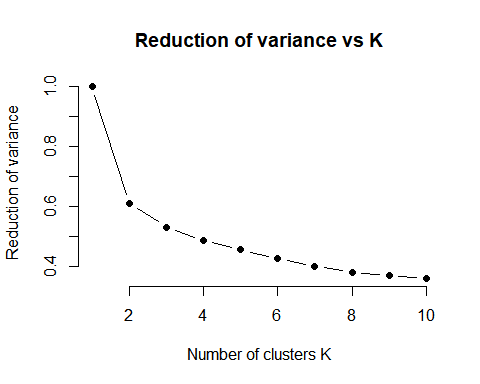 Reduction of variance vs K
Reduction of variance
1.0
0.8
0.6
0.4
2 4 6 8 10
Number of clusters K